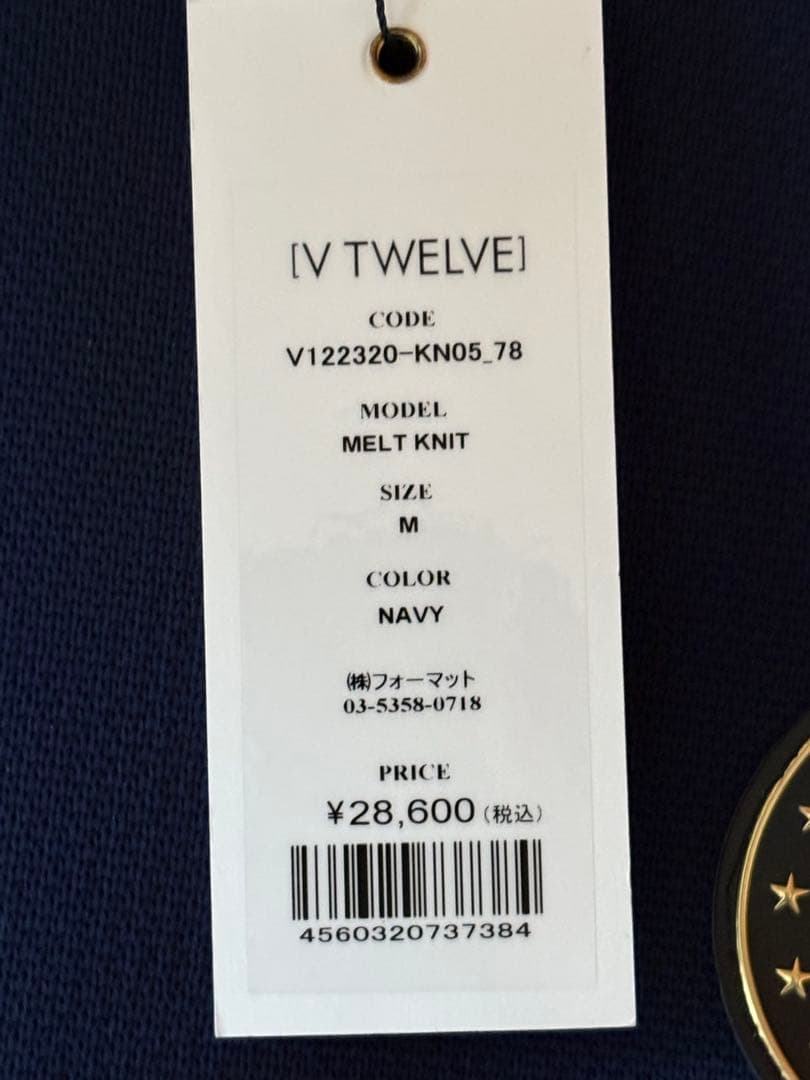 [V TWELVE]
CODE
V122320-KN05_78
MODEL
MELT KNIT
SIZE
M
COLOR
NAVY
㈱フォーマット
03-5358-0718
PRICE
¥28,600(税込)
4560320737384